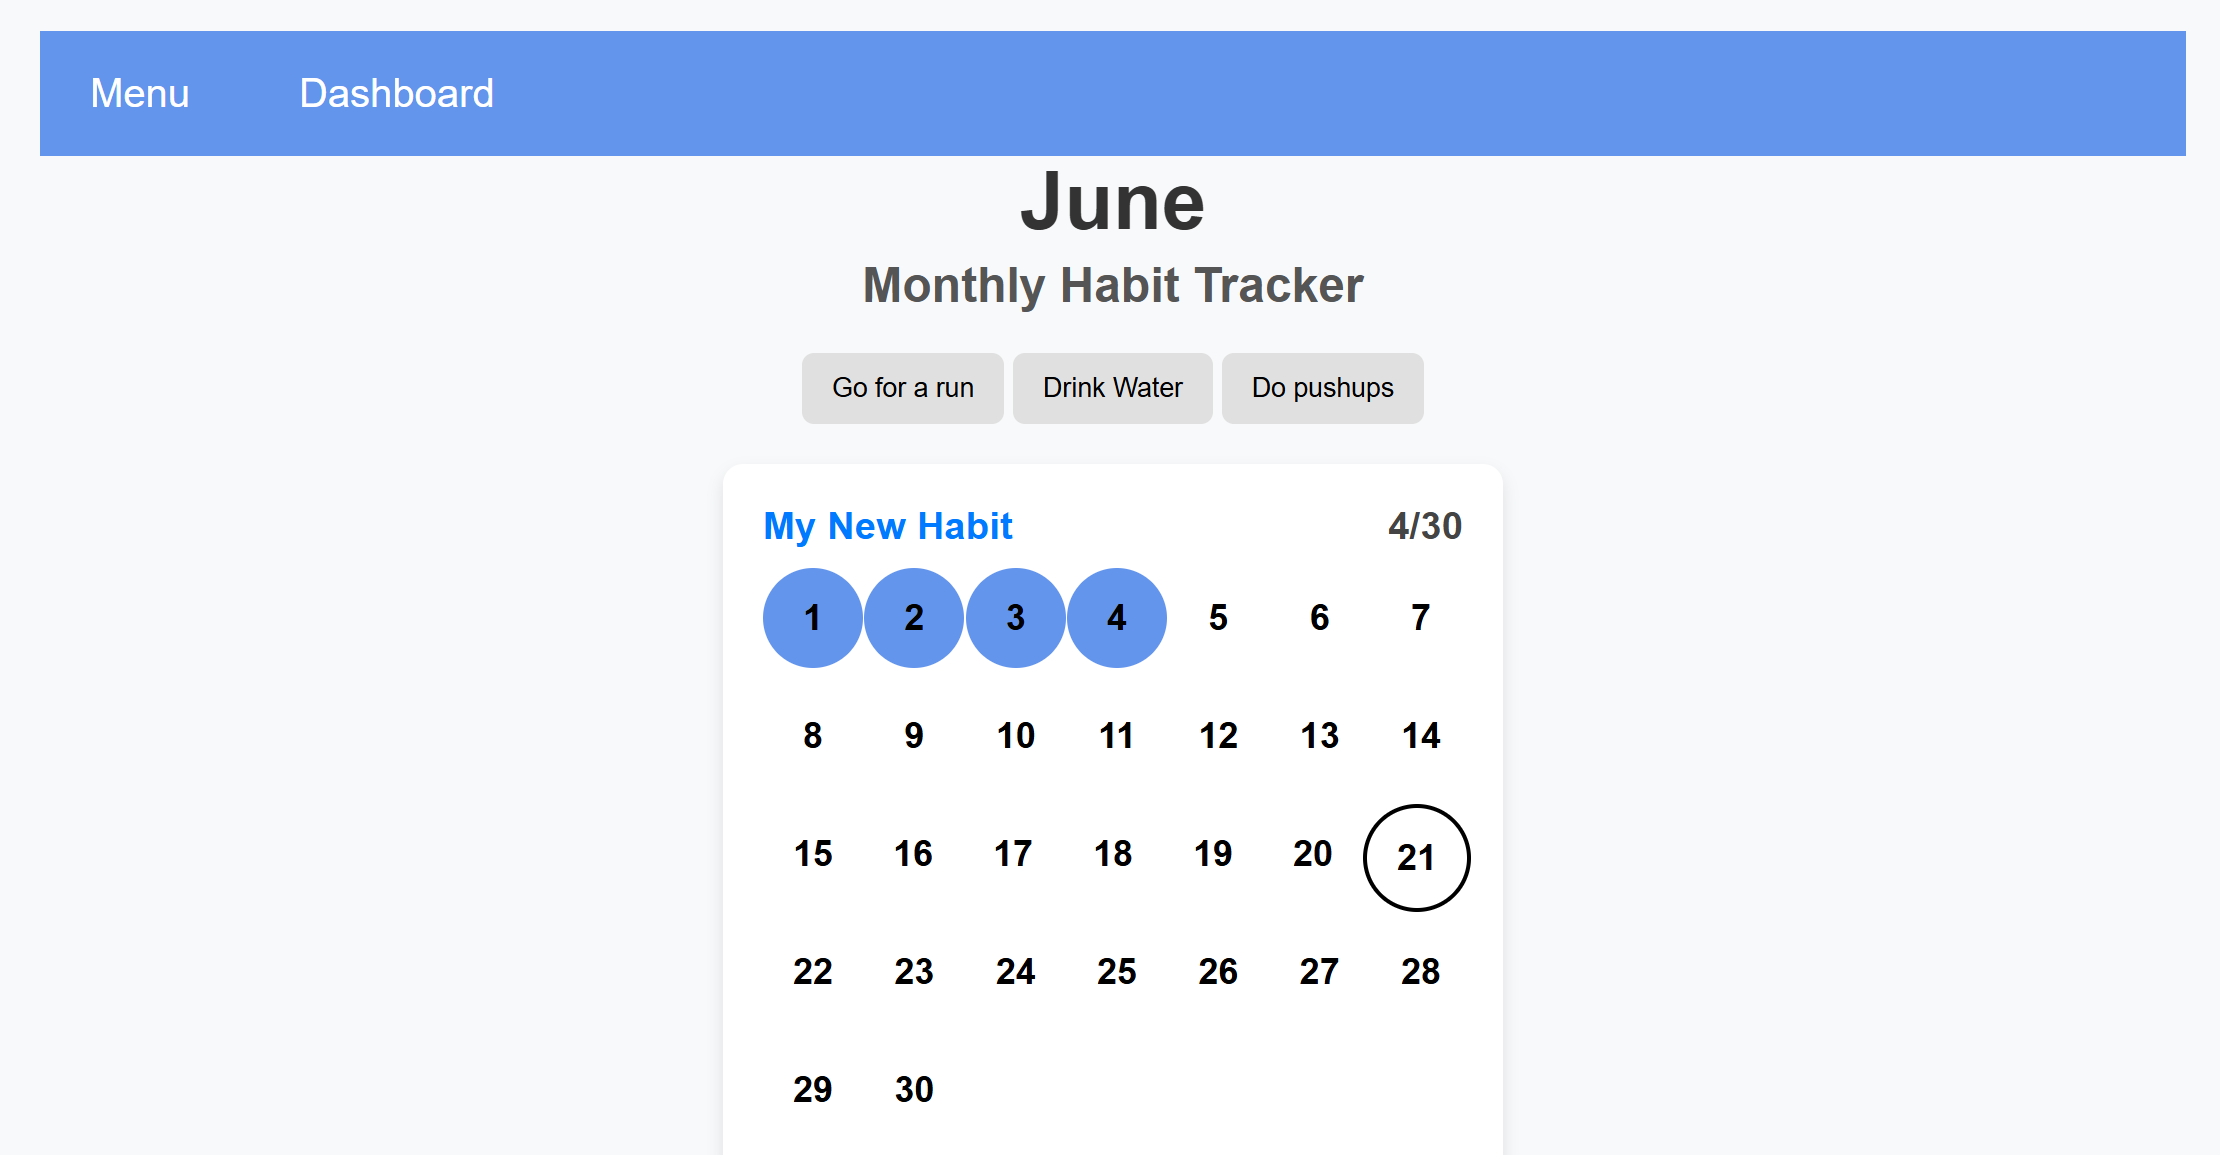 Menu Dashboard
June
Monthly Habit Tracker
Go for a run Drink Water Do pushups
My New Habit 4/30
1 2 3 4 5 6 7
8 9 10 11 12 13 14
15 16 17 18 19 20 21
22 23 24 25 26 27 28
29 30